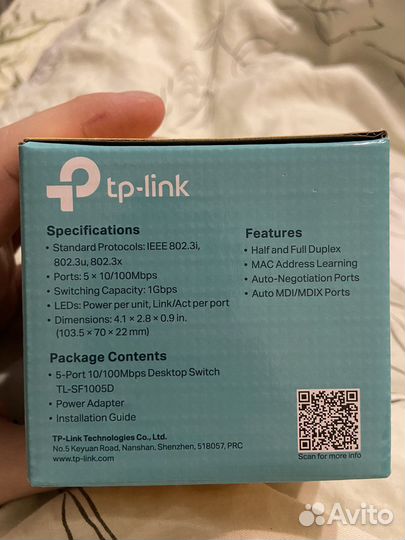 tp-link
Specifications
• Standard Protocols: IEEE 802.3i,
802.3u, 802.3x
• Ports: 5 × 10/100Mbps
• Switching Capacity: 1Gbps
• LEDs: Power per unit, Link/Act per port
• Dimensions: 4.1 × 2.8 × 0.9 in.
(103.5 × 70 × 22 mm)
Features
• Half and Full Duplex
• MAC Address Learning
• Auto-Negotiation Ports
• Auto MDI/MDIX Ports
Package Contents
• 5-Port 10/100Mbps Desktop Switch
TL-SF1005D
• Power Adapter
• Installation Guide
TP-Link Technologies Co., Ltd.
No.5 Keyuan Road, Nanshan, Shenzhen, 518057, PRC
www.tp-link.com
Scan for more info
Avito